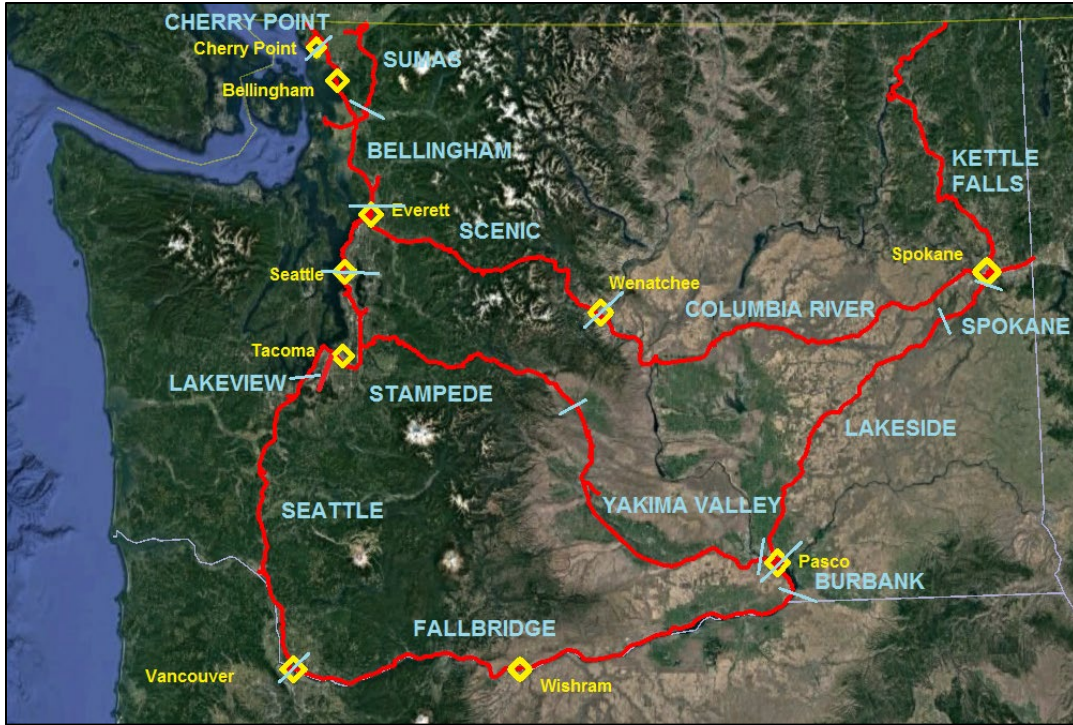 CHERRY POINT
Cherry Point
SUMAS
Bellingham
BELLINGHAM
KETTLE
FALLS
Everett
SCENIC
Spokane
Seattle
Wenatchee
COLUMBIA RIVER
SPOKANE
Tacoma
LAKEVIEW
STAMPEDE
LAKESIDE
SEATTLE
YAKIMA VALLEY
Pasco
BURBANK
FALLBRIDGE
Vancouver
Wishram